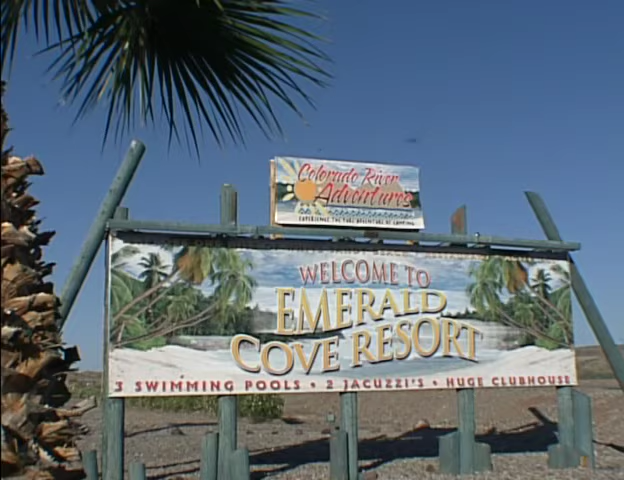 Colorado River
Adventures
EXPERIENCE THE PURE ADVENTURE OF CAMPING
WELCOME TO
EMERALD
COVE RESORT
3 SWIMMING POOLS • 2 JACUZZI'S • HUGE CLUBHOUSE